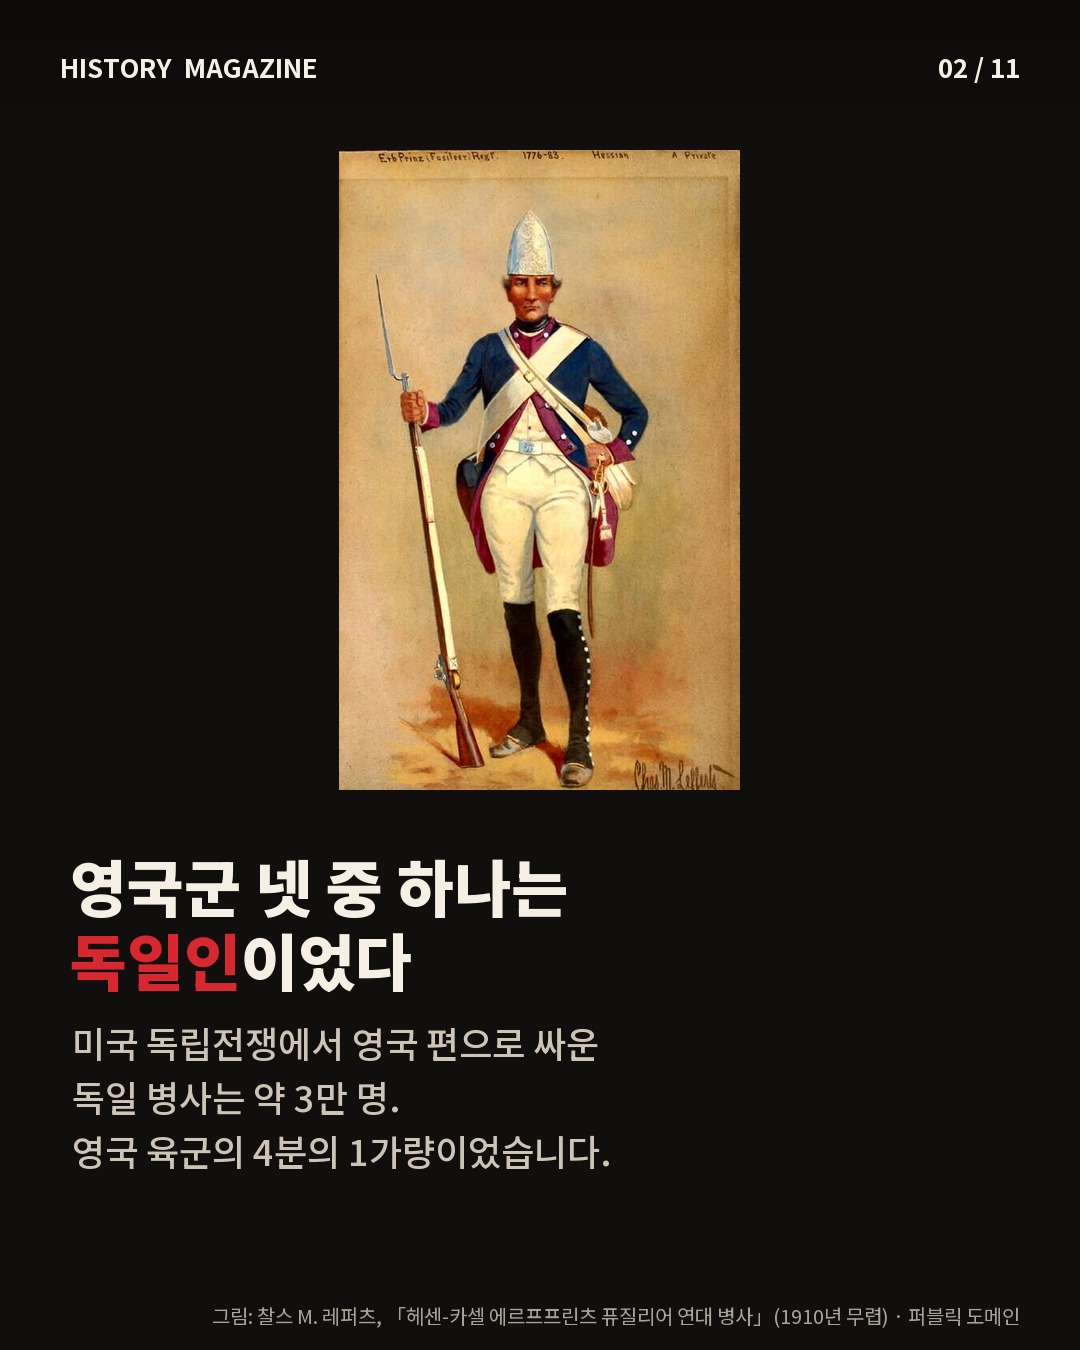 HISTORY MAGAZINE
02 / 11
Erb Prinz (Fusileer) Regt. 1776-83. Hessian A Private
Chas. M. Lefferts
영국군 넷 중 하나는
독일인이었다
미국 독립전쟁에서 영국 편으로 싸운
독일 병사는 약 3만 명.
영국 육군의 4분의 1가량이었습니다.
그림: 찰스 M. 레퍼츠, 「헤센-카셀 에르프프린츠 퓨질리어 연대 병사」 (1910년 무렵) · 퍼블릭 도메인